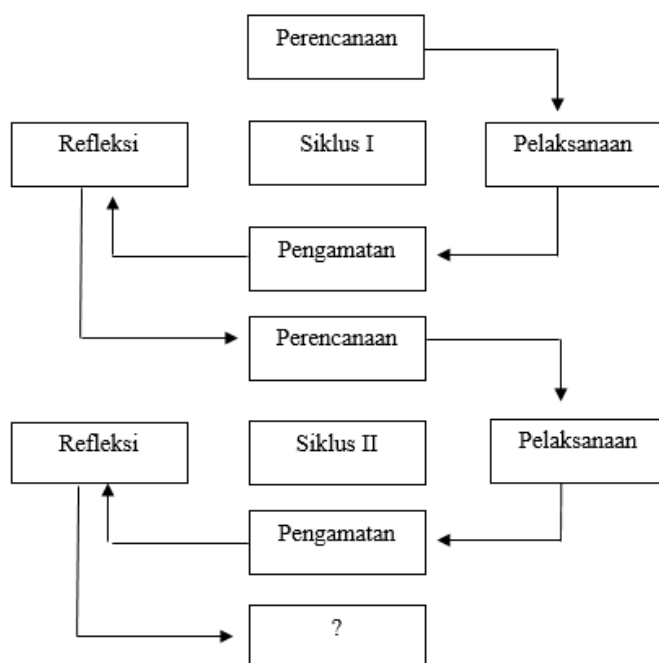 Perencanaan
Refleksi
Siklus I
Pelaksanaan
Pengamatan
Perencanaan
Refleksi
Siklus II
Pelaksanaan
Pengamatan
?